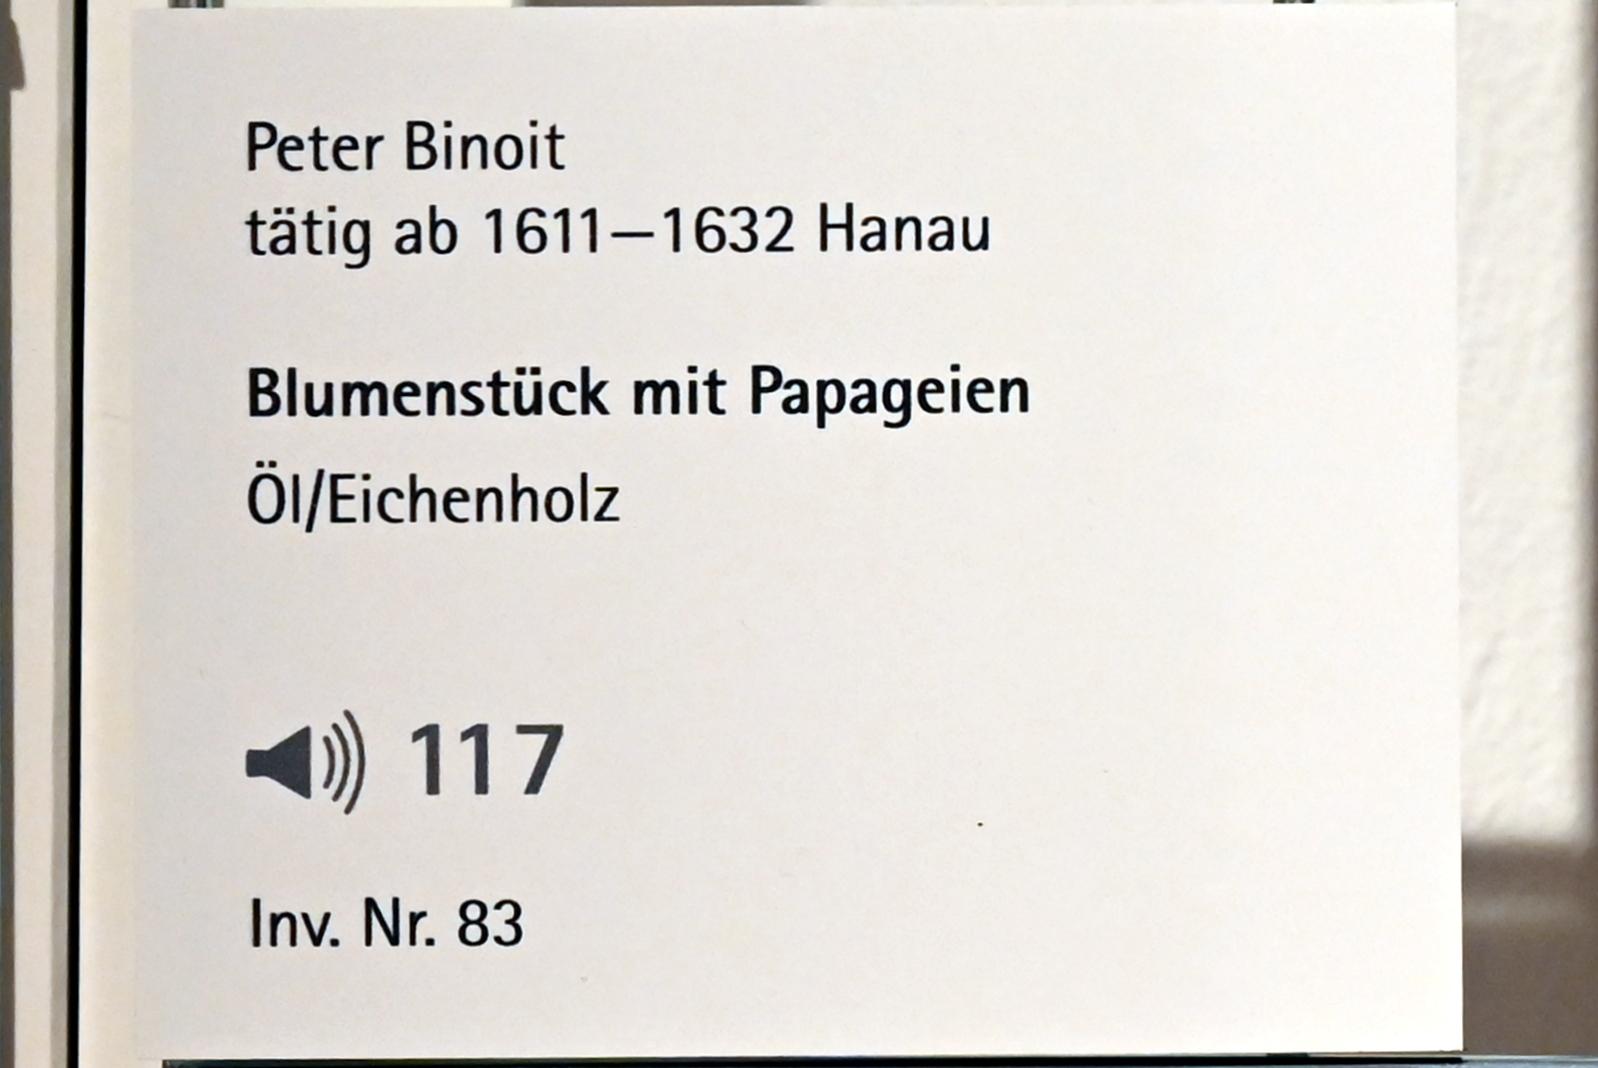 Peter Binoit
tätig ab 1611–1632 Hanau
Blumenstück mit Papageien
Öl/Eichenholz
117
Inv. Nr. 83